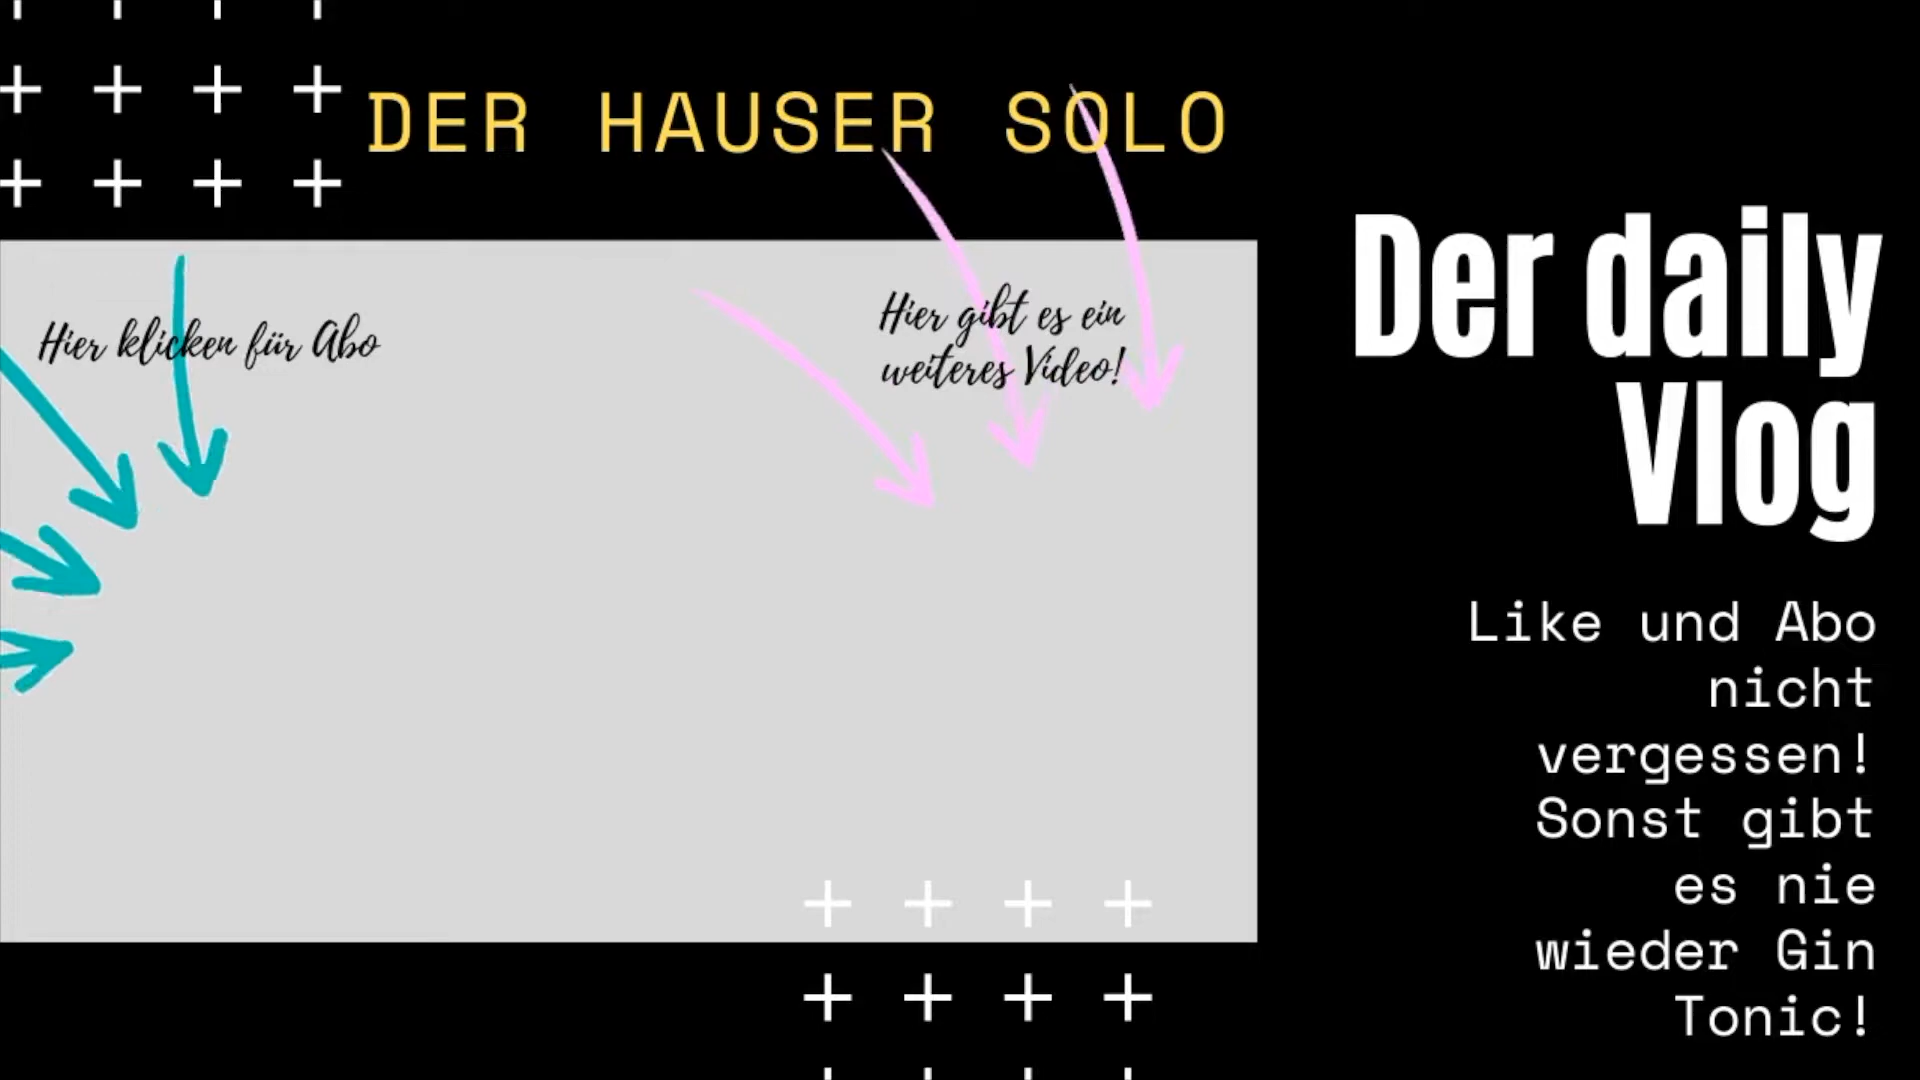 DER HAUSER SOLO
Hier klicken für Abo
Hier gibt es ein
weiteres Video!
Der daily
Vlog
Like und Abo
nicht
vergessen!
Sonst gibt
es nie
wieder Gin
Tonic!